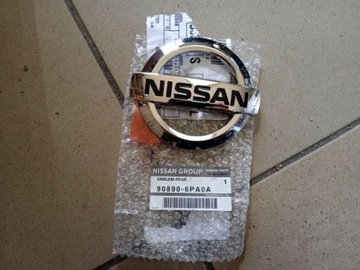 NISSAN
NISSAN GROUP
EMBLEM-REAR 1
90890-6PA0A